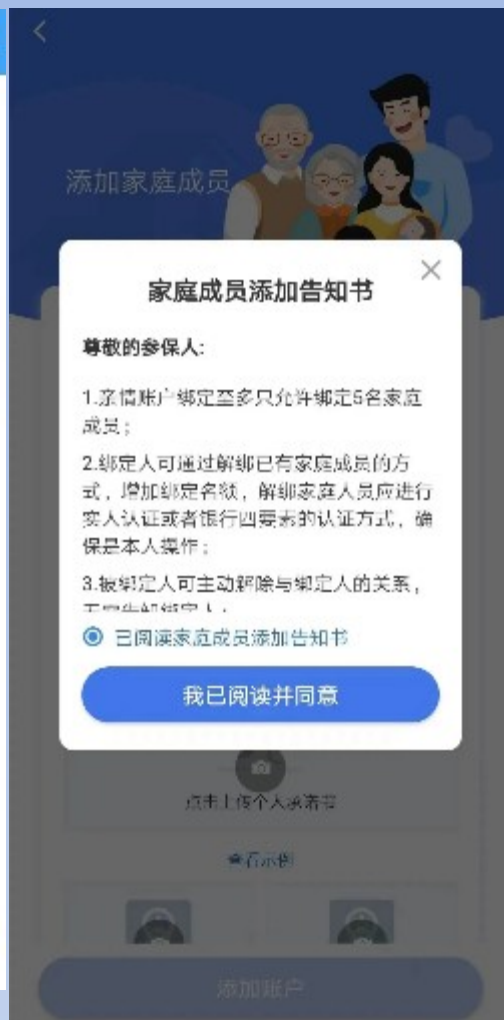 添加家庭成员
家庭成员添加告知书
尊敬的参保人:
1.亲情账户绑定至多只允许绑定5名家庭
成员；
2.绑定人可通过解绑已有家庭成员的方
式，增加绑定名额，解绑家庭人员应进行
实人认证或者银行四要素的认证方式，确
保是本人操作；
3.被绑定人可主动解除与绑定人的关系，
无需告知绑定人；
已阅读家庭成员添加告知书
我已阅读并同意
点击上传个人承诺书
查看示例
添加账户